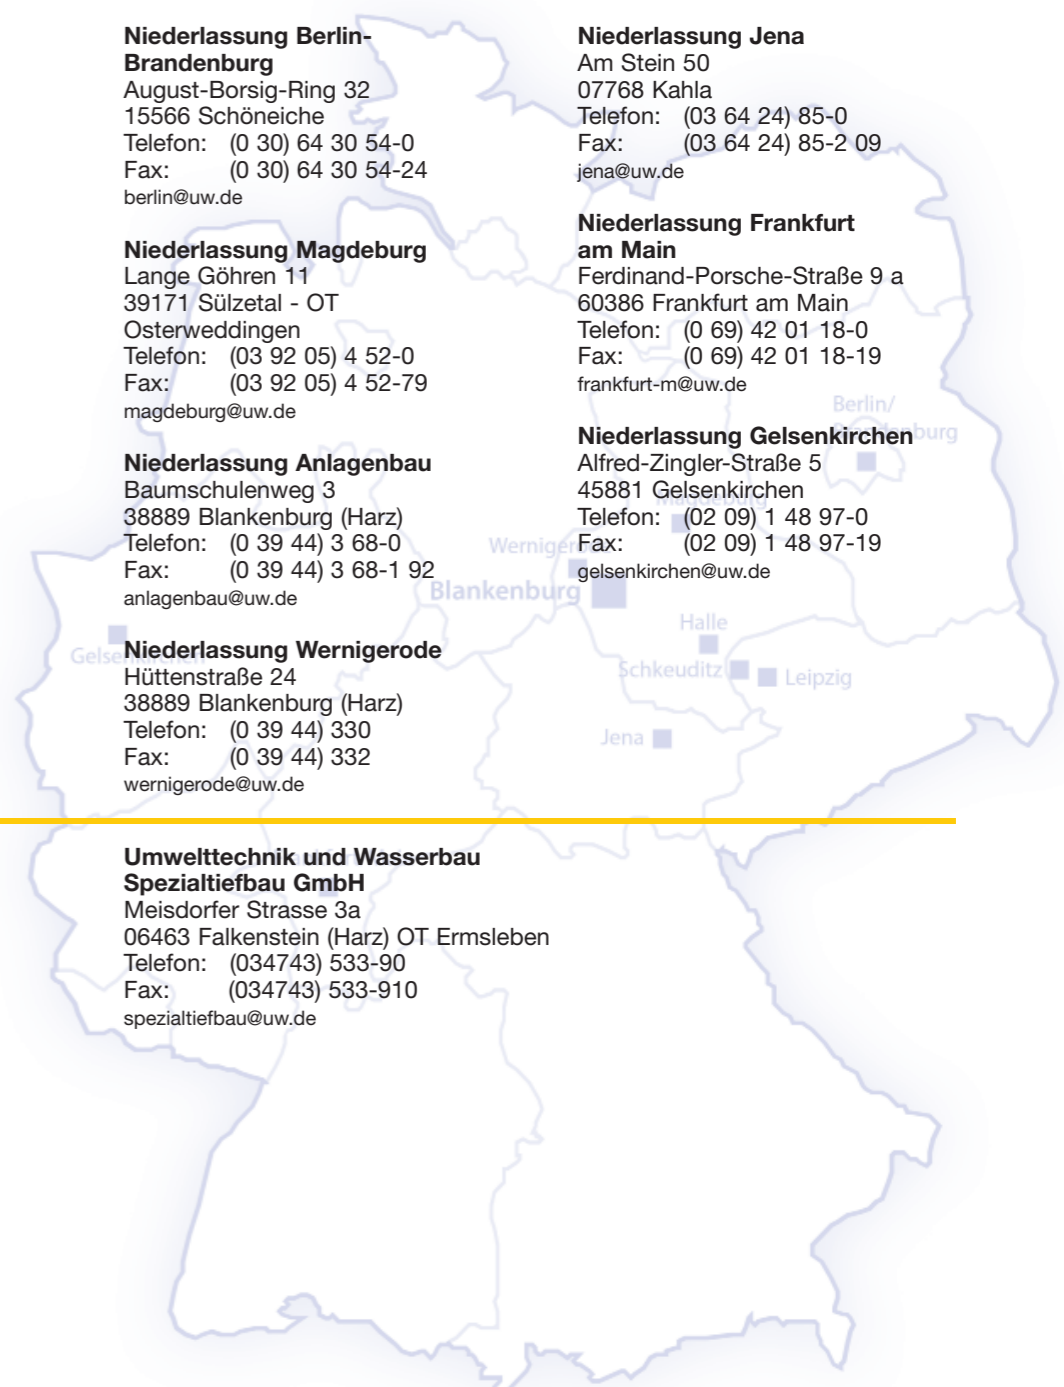 Niederlassung Berlin-
Brandenburg
August-Borsig-Ring 32
15566 Schöneiche
Telefon: (0 30) 64 30 54-0
Fax: (0 30) 64 30 54-24
berlin@uw.de
Niederlassung Magdeburg
Lange Göhren 11
39171 Sülzetal - OT
Osterweddingen
Telefon: (03 92 05) 4 52-0
Fax: (03 92 05) 4 52-79
magdeburg@uw.de
Niederlassung Anlagenbau
Baumschulenweg 3
38889 Blankenburg (Harz)
Telefon: (0 39 44) 3 68-0
Fax: (0 39 44) 3 68-1 92
anlagenbau@uw.de
Niederlassung Wernigerode
Hüttenstraße 24
38889 Blankenburg (Harz)
Telefon: (0 39 44) 330
Fax: (0 39 44) 332
wernigerode@uw.de
Niederlassung Jena
Am Stein 50
07768 Kahla
Telefon: (03 64 24) 85-0
Fax: (03 64 24) 85-2 09
jena@uw.de
Niederlassung Frankfurt
am Main
Ferdinand-Porsche-Straße 9 a
60386 Frankfurt am Main
Telefon: (0 69) 42 01 18-0
Fax: (0 69) 42 01 18-19
frankfurt-m@uw.de
Niederlassung Gelsenkirchen
Alfred-Zingler-Straße 5
45881 Gelsenkirchen
Telefon: (02 09) 1 48 97-0
Fax: (02 09) 1 48 97-19
gelsenkirchen@uw.de
Umwelttechnik und Wasserbau
Spezialtiefbau GmbH
Meisdorfer Strasse 3a
06463 Falkenstein (Harz) OT Ermsleben
Telefon: (034743) 533-90
Fax: (034743) 533-910
spezialtiefbau@uw.de
Berlin/
Brandenburg
Magdeburg
Wernigerode
Blankenburg
Halle
Gelsenkirchen
Schkeuditz
Leipzig
Jena